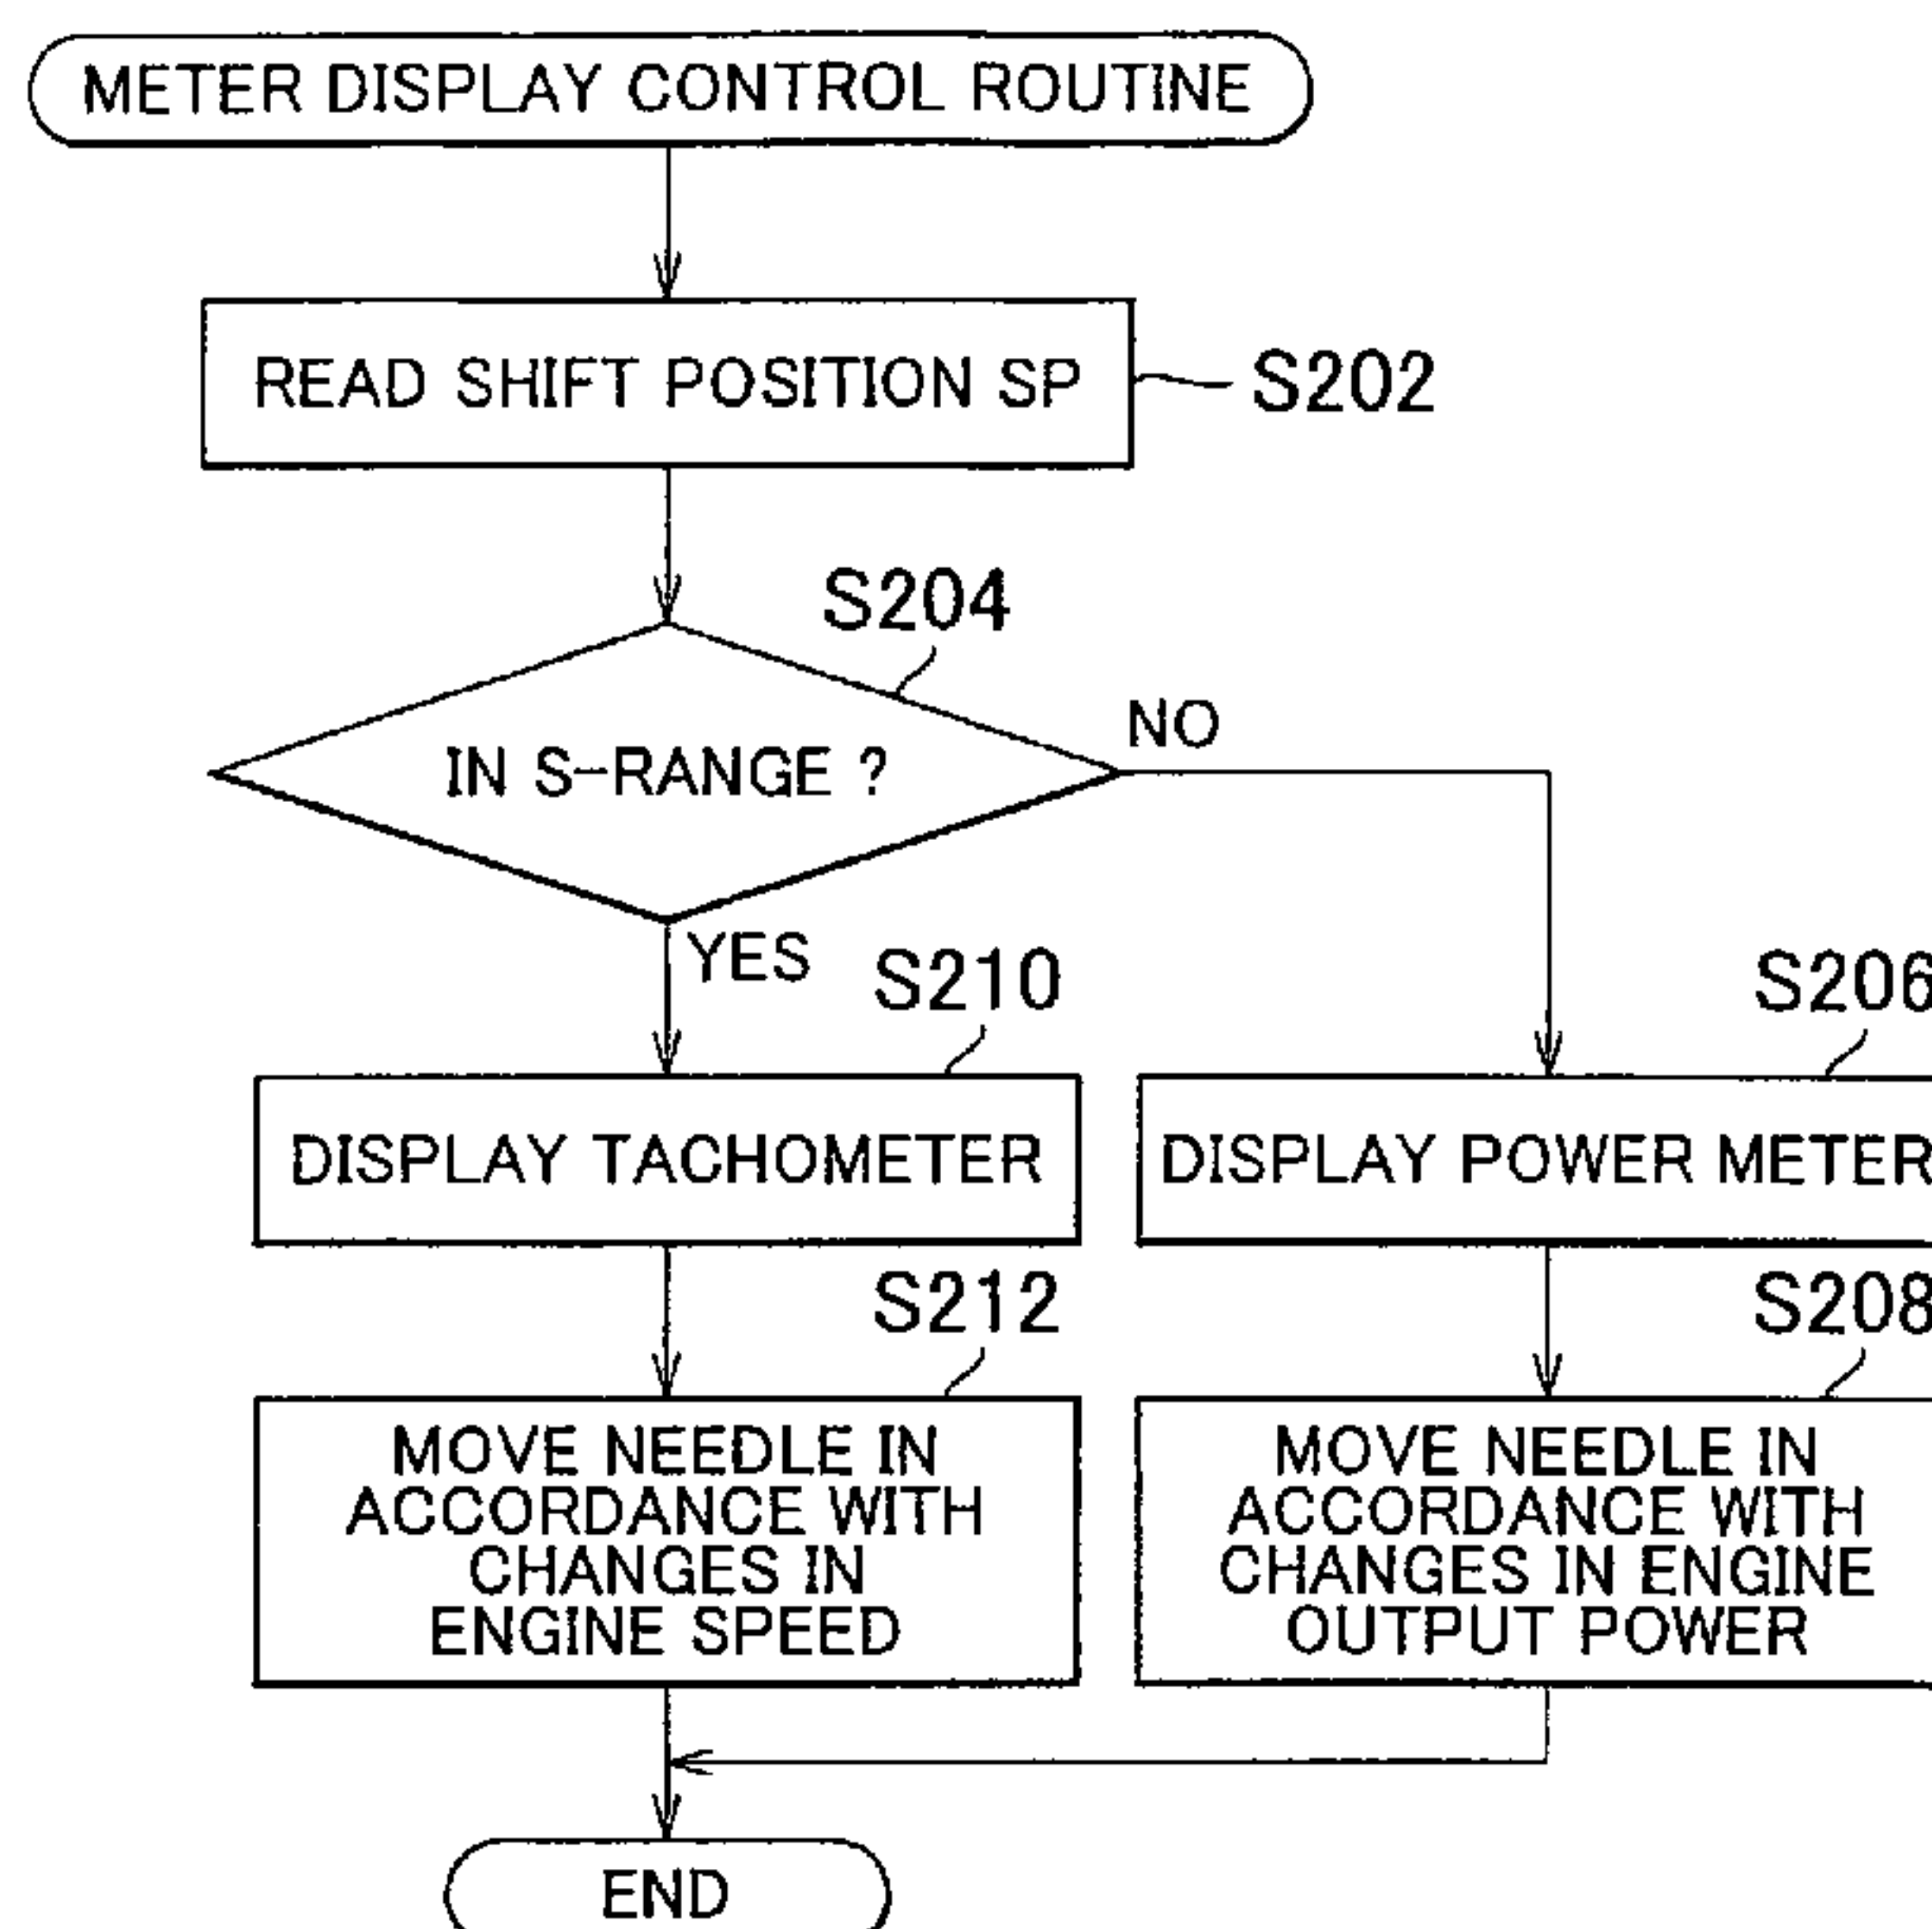 METER DISPLAY CONTROL ROUTINE
READ SHIFT POSITION SP
S202
S204
IN S-RANGE ?
NO
YES
S210
S206
DISPLAY TACHOMETER
DISPLAY POWER METER
S212
S208
MOVE NEEDLE IN
ACCORDANCE WITH
CHANGES IN
ENGINE SPEED
MOVE NEEDLE IN
ACCORDANCE WITH
CHANGES IN ENGINE
OUTPUT POWER
END